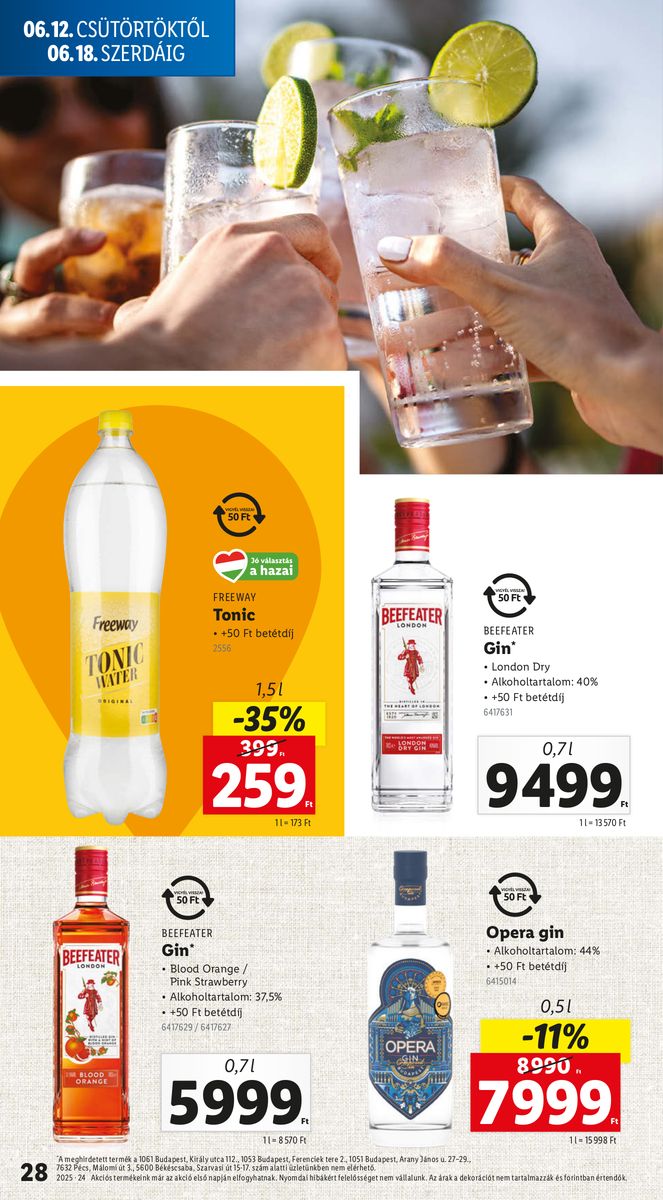 06.12. CSÜTÖRTÖKTŐL
06.18. SZERDÁIG
VIGYÉL VISSZA!
50 Ft
Jó választás
a hazai
FREEWAY
Tonic
• +50 Ft betétdíj
2556
1,5 l
-35%
399 Ft
259 Ft
1 l = 173 Ft
Freeway
TONIC
WATER
ORIGINAL
BEEFEATER
LONDON
DISTILLED IN
THE HEART OF LONDON
LONDON
DRY GIN
VIGYÉL VISSZA!
50 Ft
BEEFEATER
Gin*
• London Dry
• Alkoholtartalom: 40%
• +50 Ft betétdíj
6417631
0,7 l
9499 Ft
1 l = 13 570 Ft
BEEFEATER
LONDON
BLOOD
ORANGE
VIGYÉL VISSZA!
50 Ft
BEEFEATER
Gin*
• Blood Orange /
Pink Strawberry
• Alkoholtartalom: 37,5%
• +50 Ft betétdíj
6417629 / 6417627
0,7 l
5999 Ft
1 l = 8 570 Ft
OPERA
GIN
BUDAPEST
VIGYÉL VISSZA!
50 Ft
Opera gin
• Alkoholtartalom: 44%
• +50 Ft betétdíj
6415014
0,5 l
-11%
8990 Ft
7999 Ft
1 l = 15 998 Ft
28
*A meghirdetett termék a 1061 Budapest, Király utca 112., 1053 Budapest, Ferenciek tere 2., 1051 Budapest, Arany János u. 27–29.,
7632 Pécs, Málomi út 3., 5600 Békéscsaba, Szarvasi út 15-17. szám alatti üzletünkben nem elérhető.
2025 · 24 Akciós termékeink már az akció első napján elfogyhatnak. Nyomdai hibákért felelősséget nem vállalunk. Az árak a dekorációt nem tartalmazzák és forintban értendők.